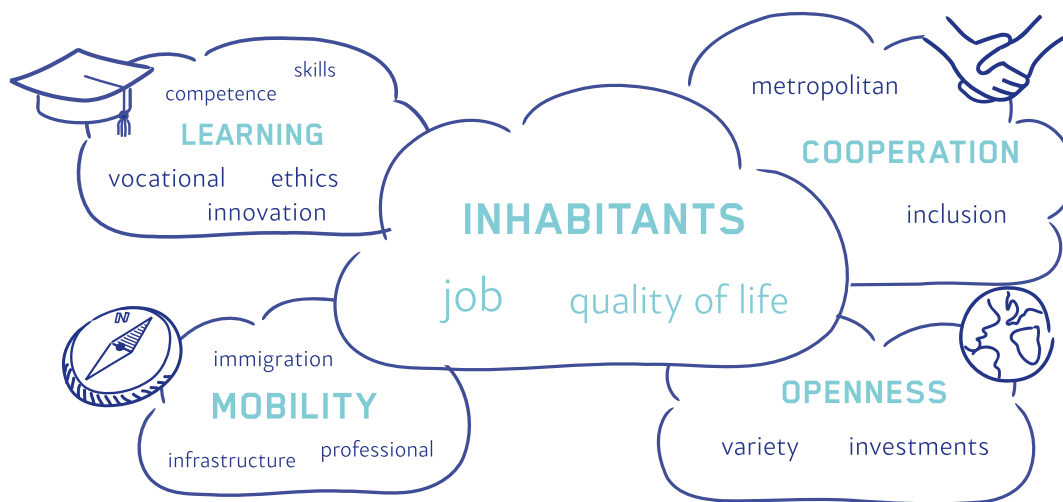 skills
competence
LEARNING
vocational ethics
innovation
metropolitan
COOPERATION
inclusion
INHABITANTS
job quality of life
N
immigration
MOBILITY
infrastructure professional
OPENNESS
variety investments